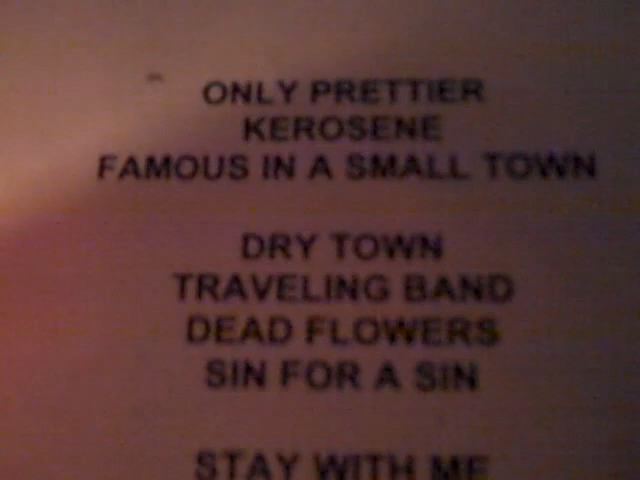 ONLY PRETTIER
KEROSENE
FAMOUS IN A SMALL TOWN
DRY TOWN
TRAVELING BAND
DEAD FLOWERS
SIN FOR A SIN
STAY WITH ME